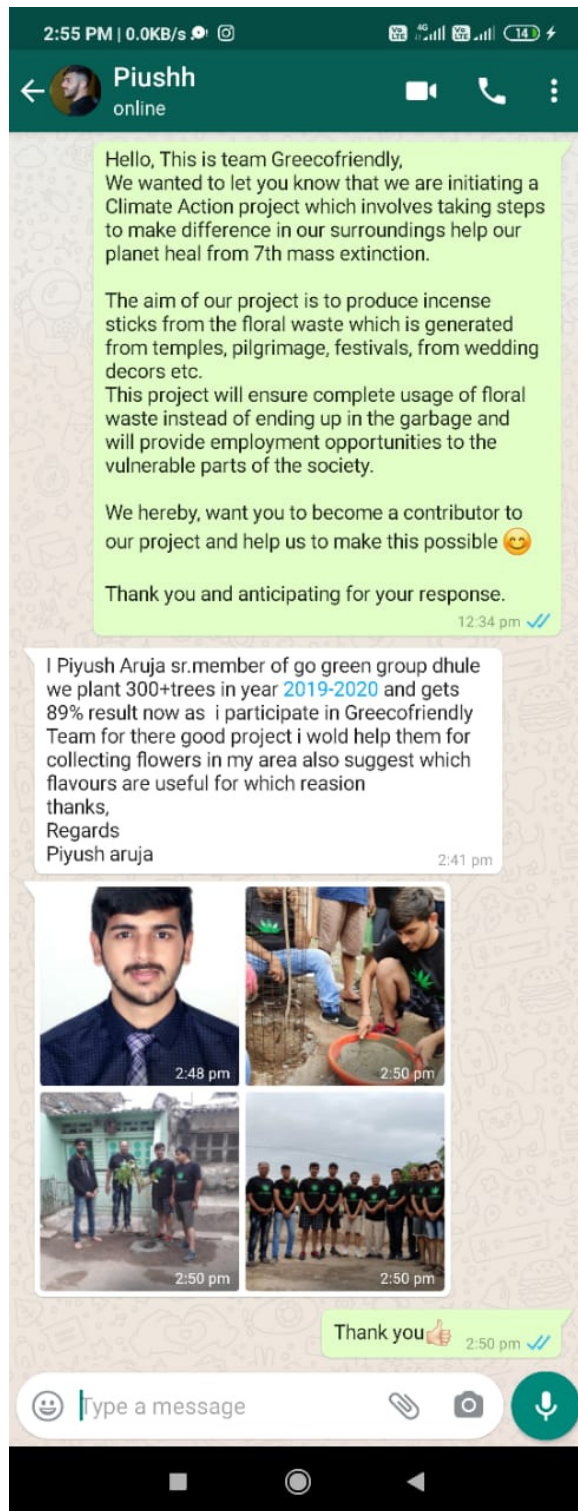 2:55 PM | 0.0KB/s
Vo LTE 4G Vo LTE 14
Piushh
online
Hello, This is team Greecofriendly,
We wanted to let you know that we are initiating a
Climate Action project which involves taking steps
to make difference in our surroundings help our
planet heal from 7th mass extinction.
The aim of our project is to produce incense
sticks from the floral waste which is generated
from temples, pilgrimage, festivals, from wedding
decors etc.
This project will ensure complete usage of floral
waste instead of ending up in the garbage and
will provide employment opportunities to the
vulnerable parts of the society.
We hereby, want you to become a contributor to
our project and help us to make this possible 😊
Thank you and anticipating for your response.
12:34 pm
I Piyush Aruja sr.member of go green group dhule
we plant 300+trees in year 2019-2020 and gets
89% result now as i participate in Greecofriendly
Team for there good project i wold help them for
collecting flowers in my area also suggest which
flavours are useful for which reasion
thanks,
Regards
Piyush aruja
2:41 pm
2:48 pm
2:50 pm
2:50 pm
2:50 pm
Thank you👍🏻
2:50 pm
Type a message